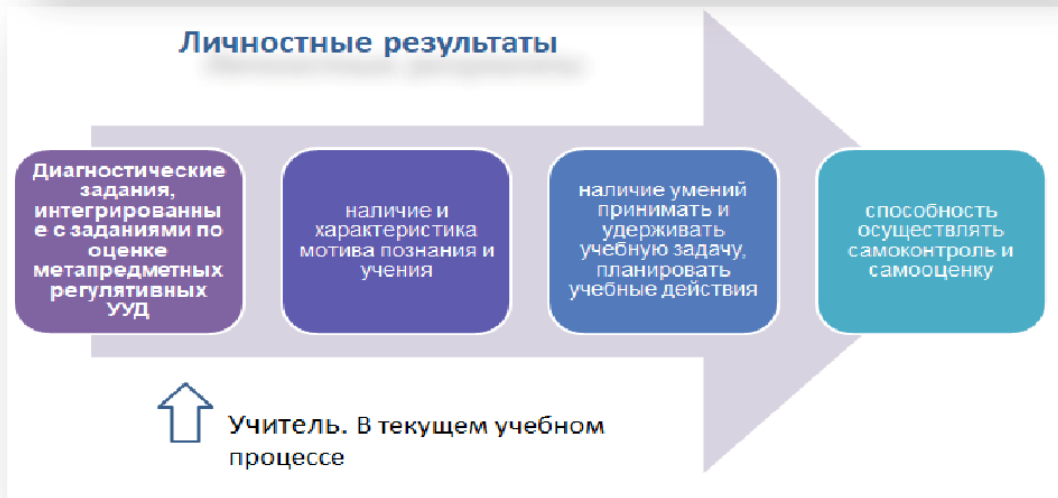 Личностные результаты
Диагностические
задания,
интегрированны
е с заданиями по
оценке
метапредметных
регулятивных
УУД
наличие и
характеристика
мотива познания и
учения
наличие умений
принимать и
удерживать
учебную задачу,
планировать
учебные действия
способность
осуществлять
самоконтроль и
самооценку
Учитель. В текущем учебном
процессе